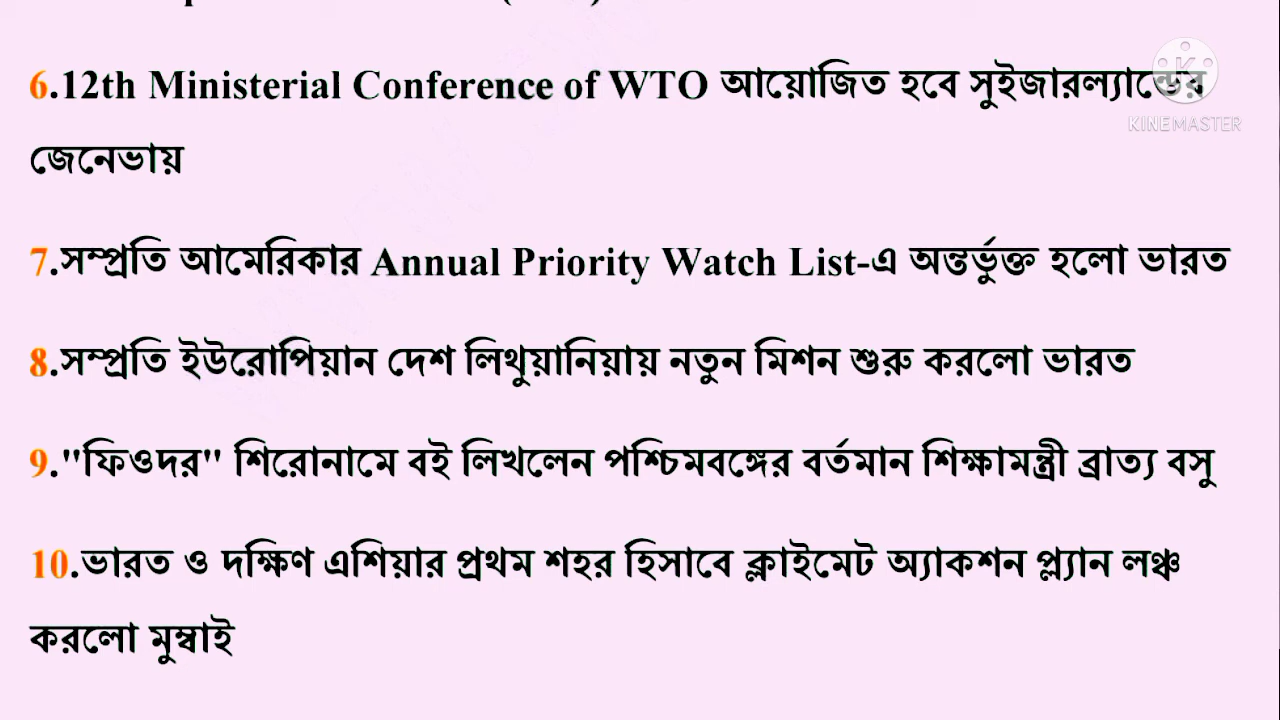 6.12th Ministerial Conference of WTO আয়োজিত হবে সুইজারল্যান্ডের
KINEMASTER
জেনেভায়
7.সম্প্রতি আমেরিকার Annual Priority Watch List-এ অন্তর্ভুক্ত হলো ভারত
8.সম্প্রতি ইউরোপিয়ান দেশ লিথুয়ানিয়ায় নতুন মিশন শুরু করলো ভারত
9."ফিওদর" শিরোনামে বই লিখলেন পশ্চিমবঙ্গের বর্তমান শিক্ষামন্ত্রী ব্রাত্য বসু
10.ভারত ও দক্ষিণ এশিয়ার প্রথম শহর হিসাবে ক্লাইমেট অ্যাকশন প্ল্যান লঞ্চ
করলো মুম্বাই